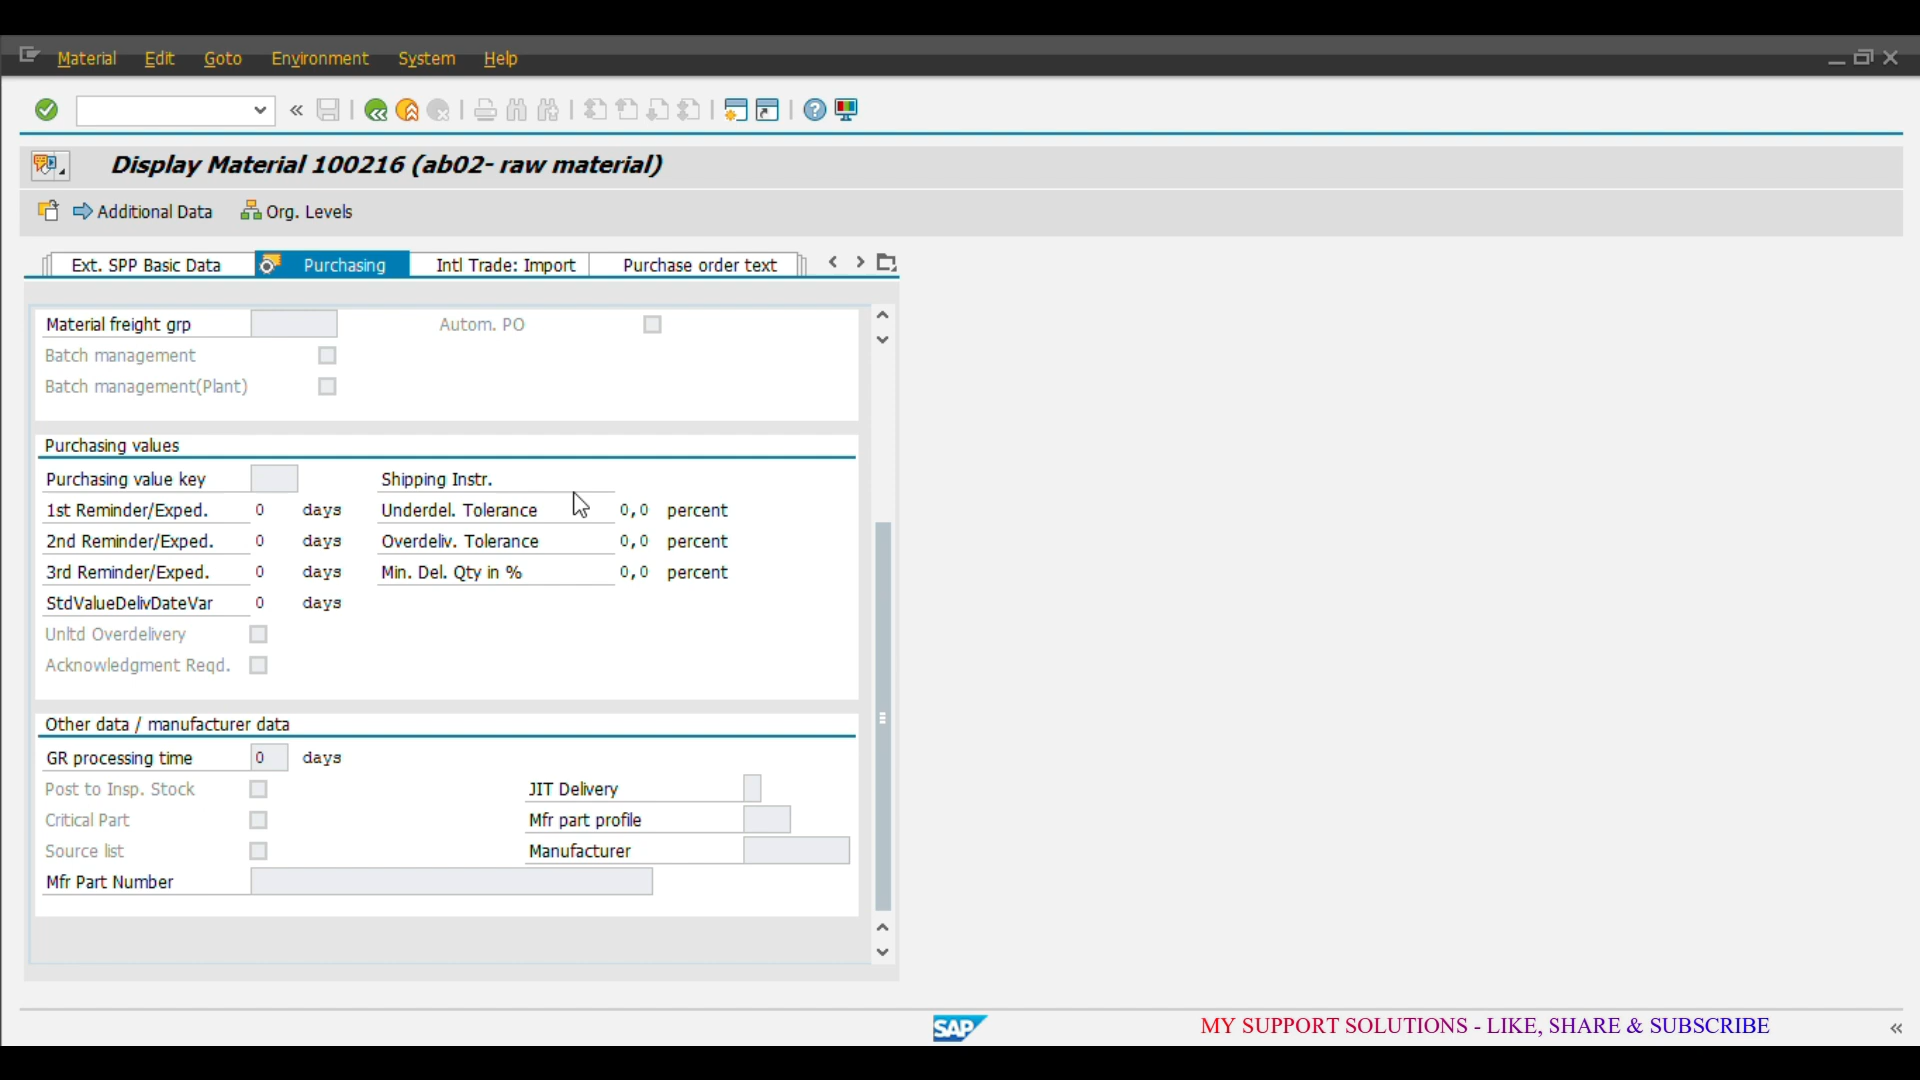 Material Edit Goto Environment System Help
Display Material 100216 (ab02- raw material)
Additional Data Org. Levels
Ext. SPP Basic Data Purchasing Intl Trade: Import Purchase order text
Material freight grp Autom. PO
Batch management
Batch management(Plant)
Purchasing values
Purchasing value key Shipping Instr.
1st Reminder/Exped. 0 days Underdel. Tolerance 0,0 percent
2nd Reminder/Exped. 0 days Overdeliv. Tolerance 0,0 percent
3rd Reminder/Exped. 0 days Min. Del. Qty in % 0,0 percent
StdValueDelivDateVar 0 days
Unltd Overdelivery
Acknowledgment Reqd.
Other data / manufacturer data
GR processing time 0 days
Post to Insp. Stock JIT Delivery
Critical Part Mfr part profile
Source list Manufacturer
Mfr Part Number
SAP MY SUPPORT SOLUTIONS - LIKE, SHARE & SUBSCRIBE